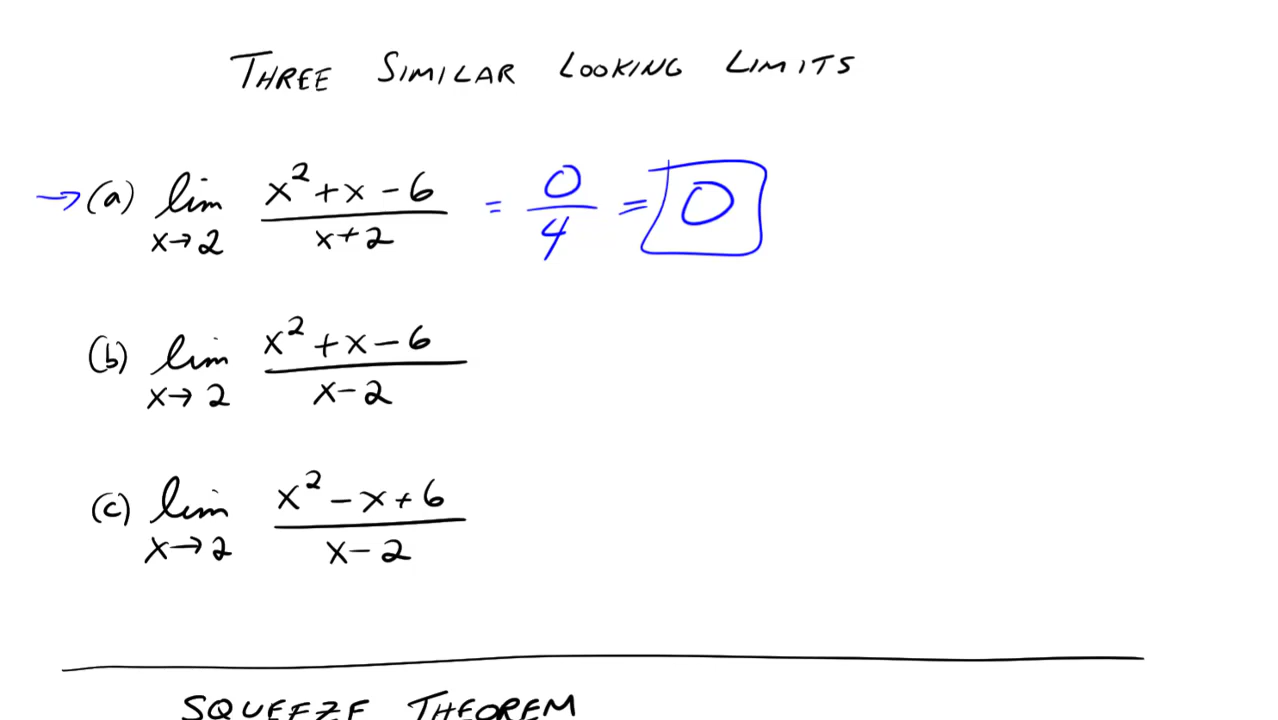 THREE SIMILAR LOOKING LIMITS
→(a) lim x→2 (x²+x-6)/(x+2) = 0/4 = 0
(b) lim x→2 (x²+x-6)/(x-2)
(c) lim x→2 (x²-x+6)/(x-2)
SQUEEZE THEOREM